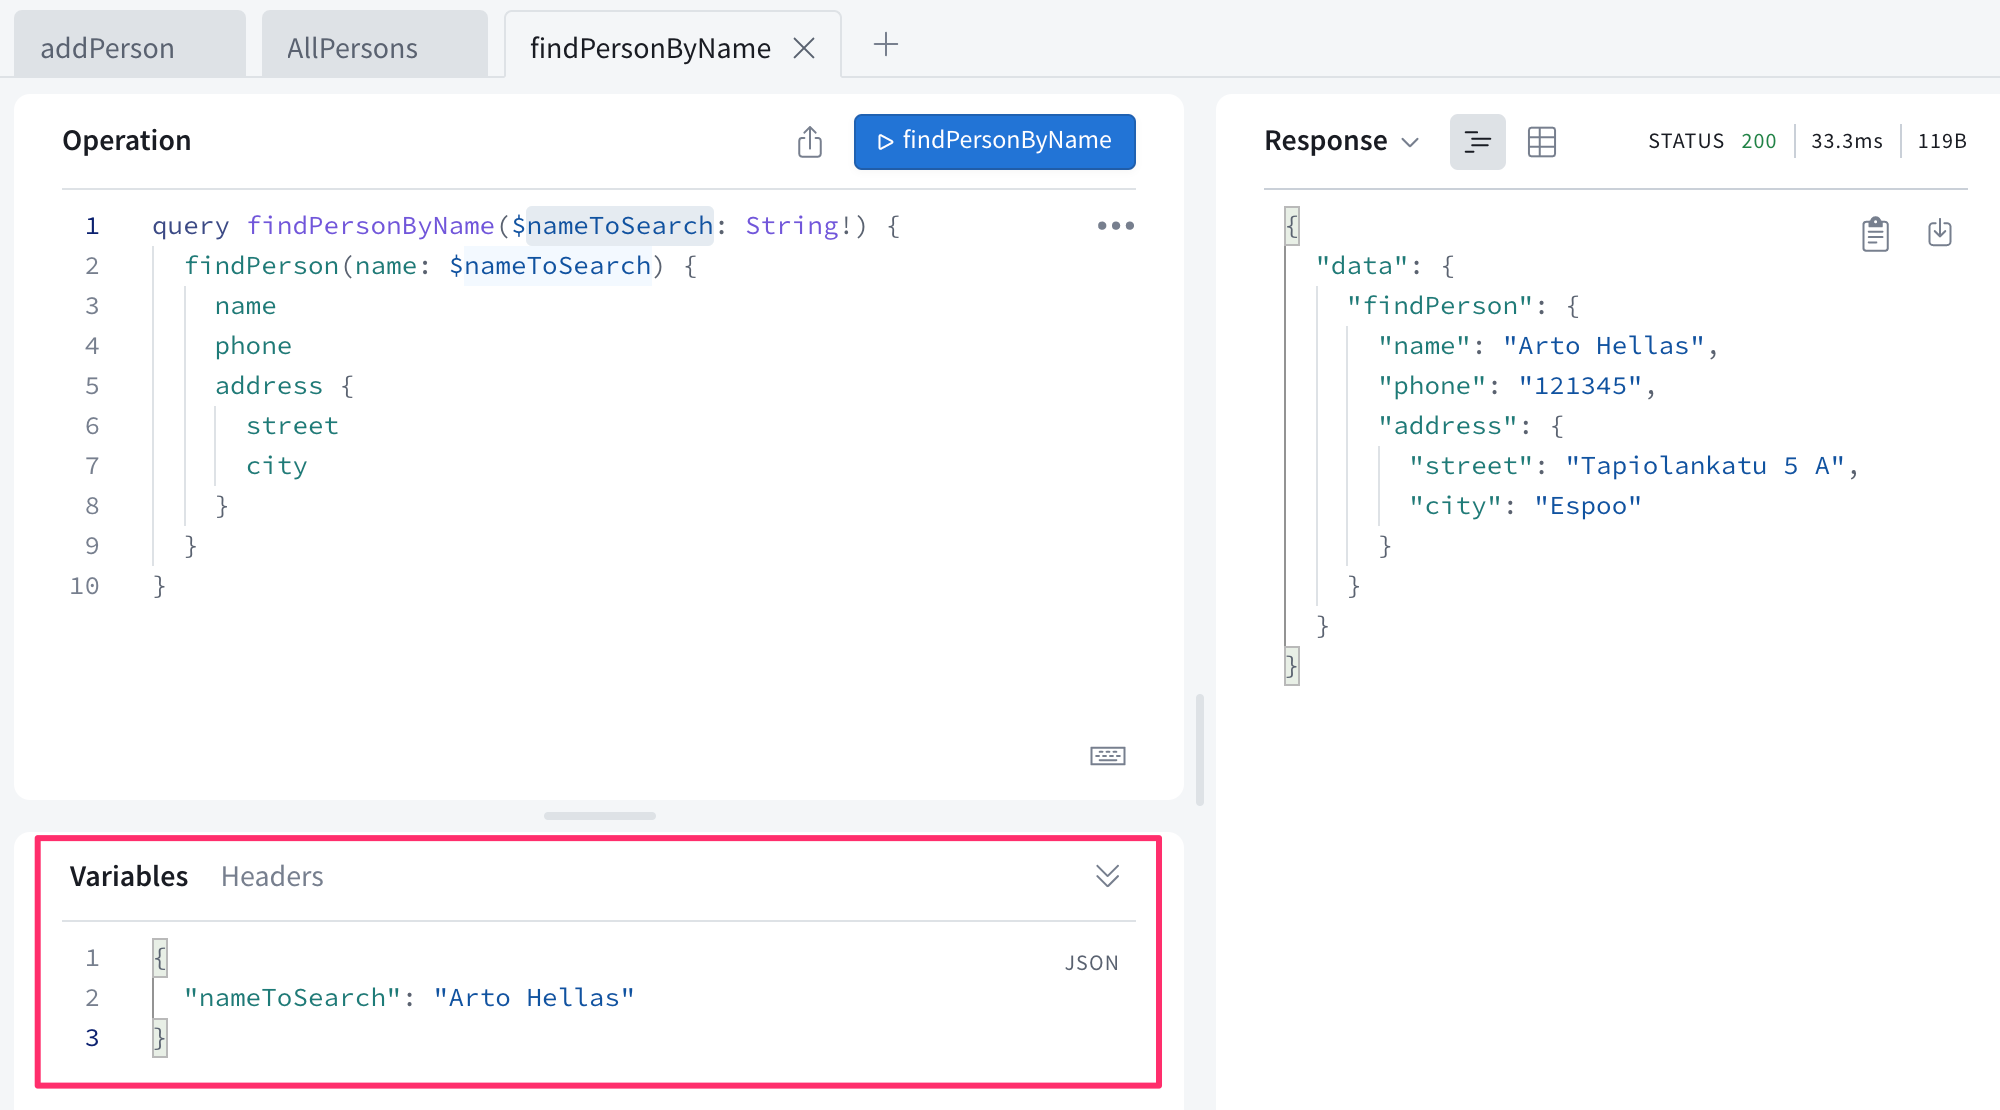 addPerson
AllPersons
findPersonByName
Operation
findPersonByName
1 query findPersonByName($nameToSearch: String!) {
2 findPerson(name: $nameToSearch) {
3 name
4 phone
5 address {
6 street
7 city
8 }
9 }
10 }
Variables Headers
JSON
1 {
2 "nameToSearch": "Arto Hellas"
3 }
Response
STATUS 200 33.3ms 119B
{
"data": {
"findPerson": {
"name": "Arto Hellas",
"phone": "121345",
"address": {
"street": "Tapiolankatu 5 A",
"city": "Espoo"
}
}
}
}